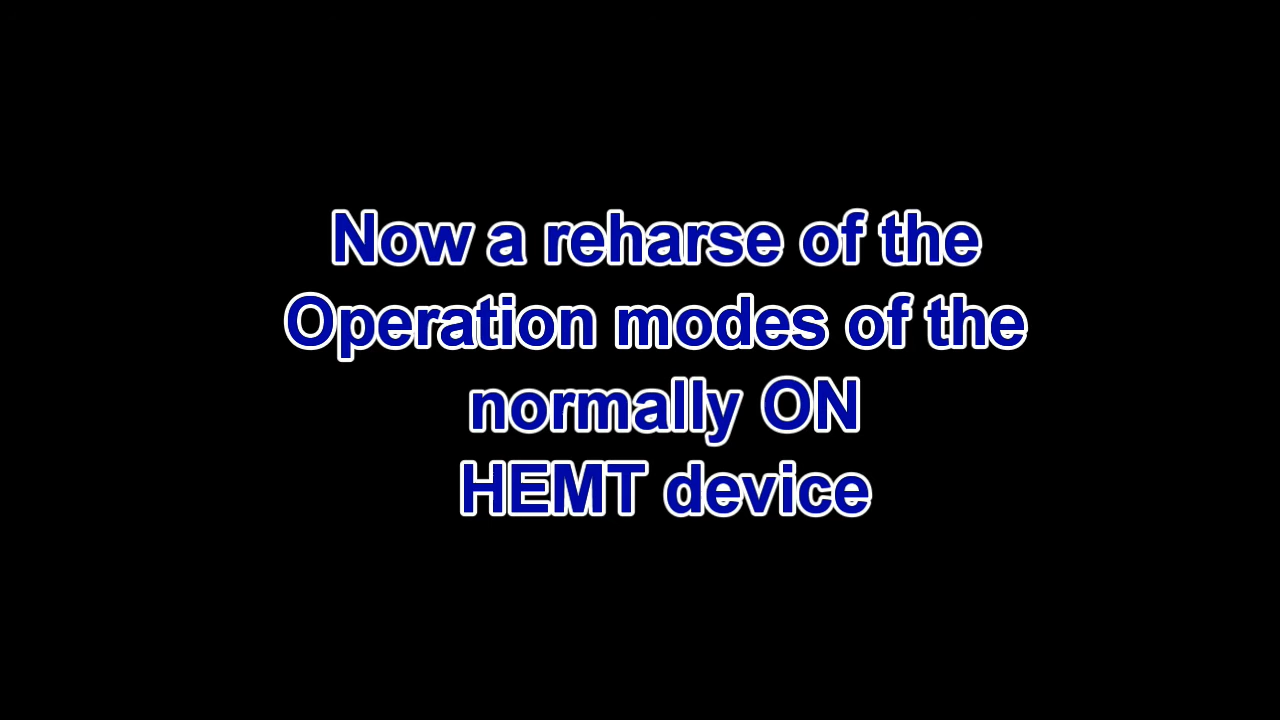 Now a reharse of the
Operation modes of the
normally ON
HEMT device